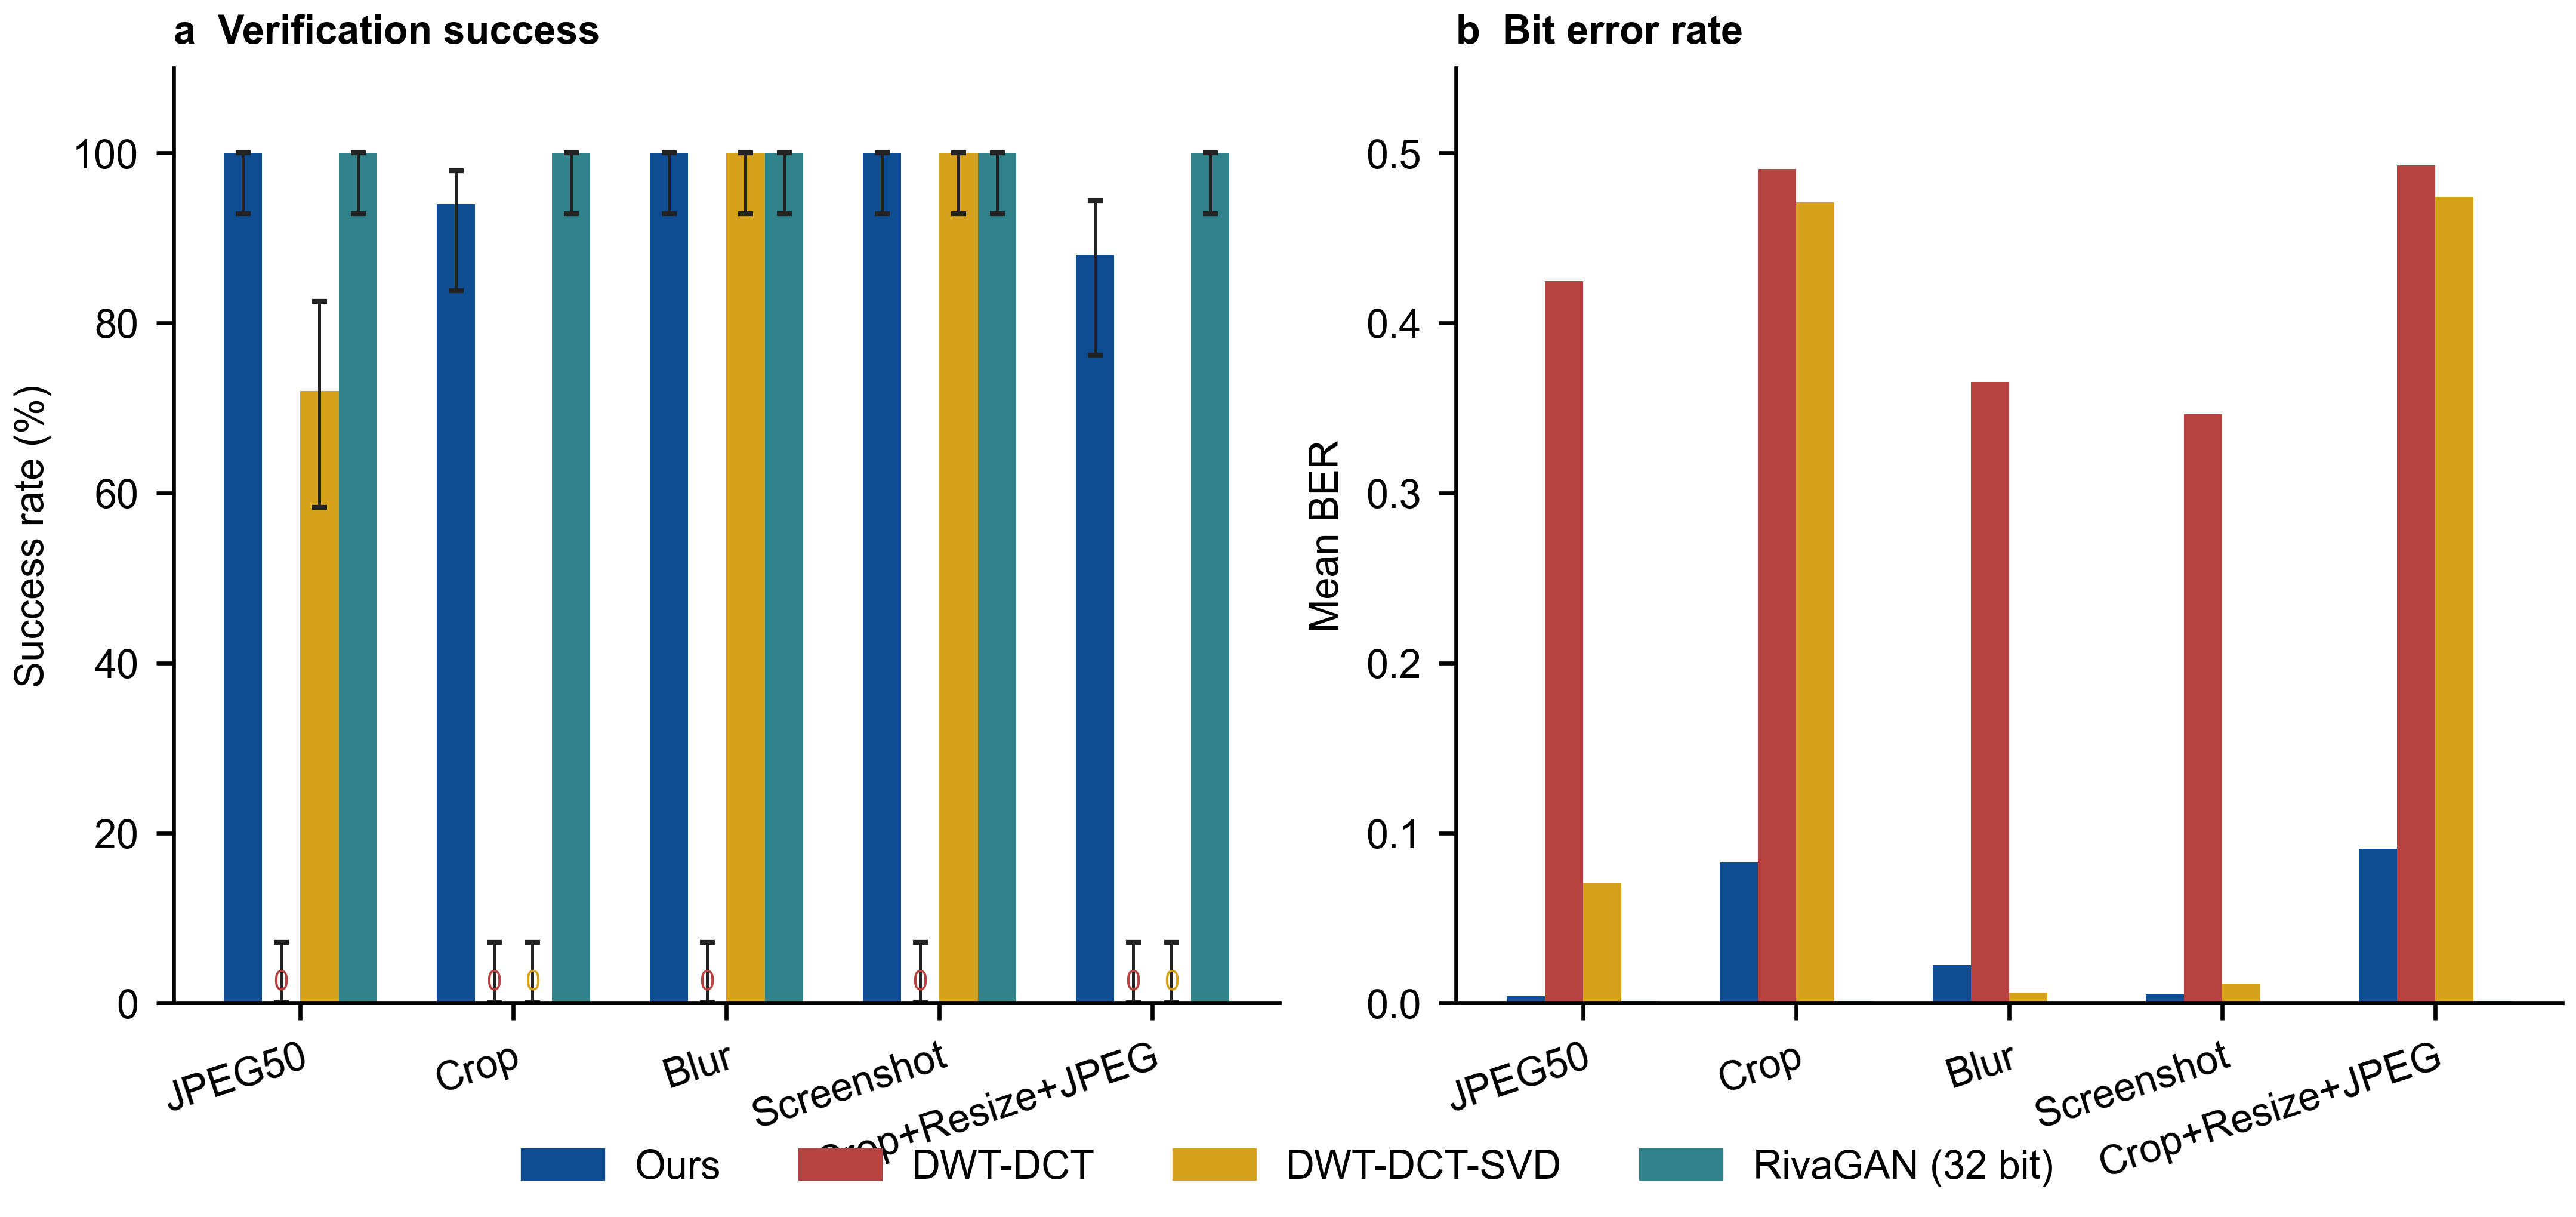 a Verification success
Success rate (%)
100
80
60
40
20
0
0
0
0
0
0
0
0
JPEG50
Crop
Blur
Screenshot
Crop+Resize+JPEG
b Bit error rate
Mean BER
0.5
0.4
0.3
0.2
0.1
0.0
JPEG50
Crop
Blur
Screenshot
Crop+Resize+JPEG
Ours
DWT-DCT
DWT-DCT-SVD
RivaGAN (32 bit)